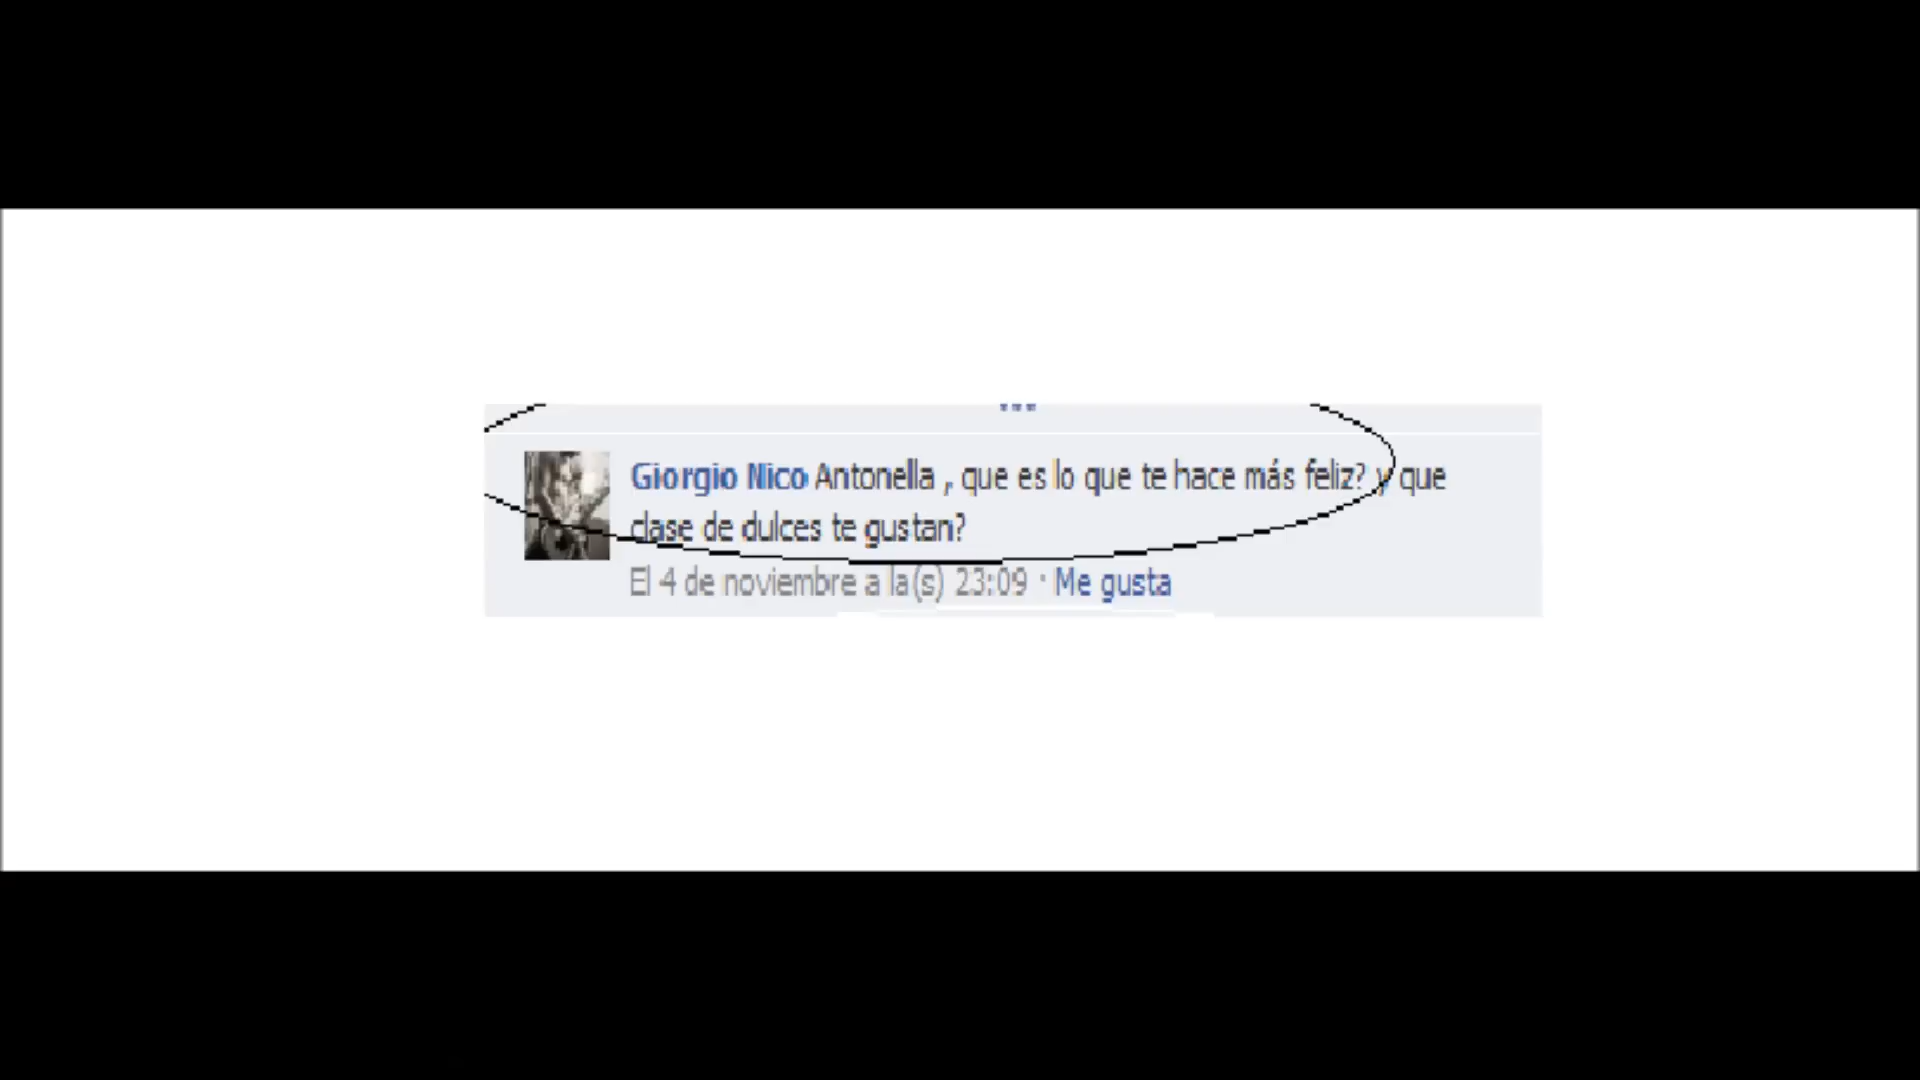 Giorgio Nico Antonella , que es lo que te hace más feliz? y que
clase de dulces te gustan?
El 4 de noviembre a la(s) 23:09 · Me gusta